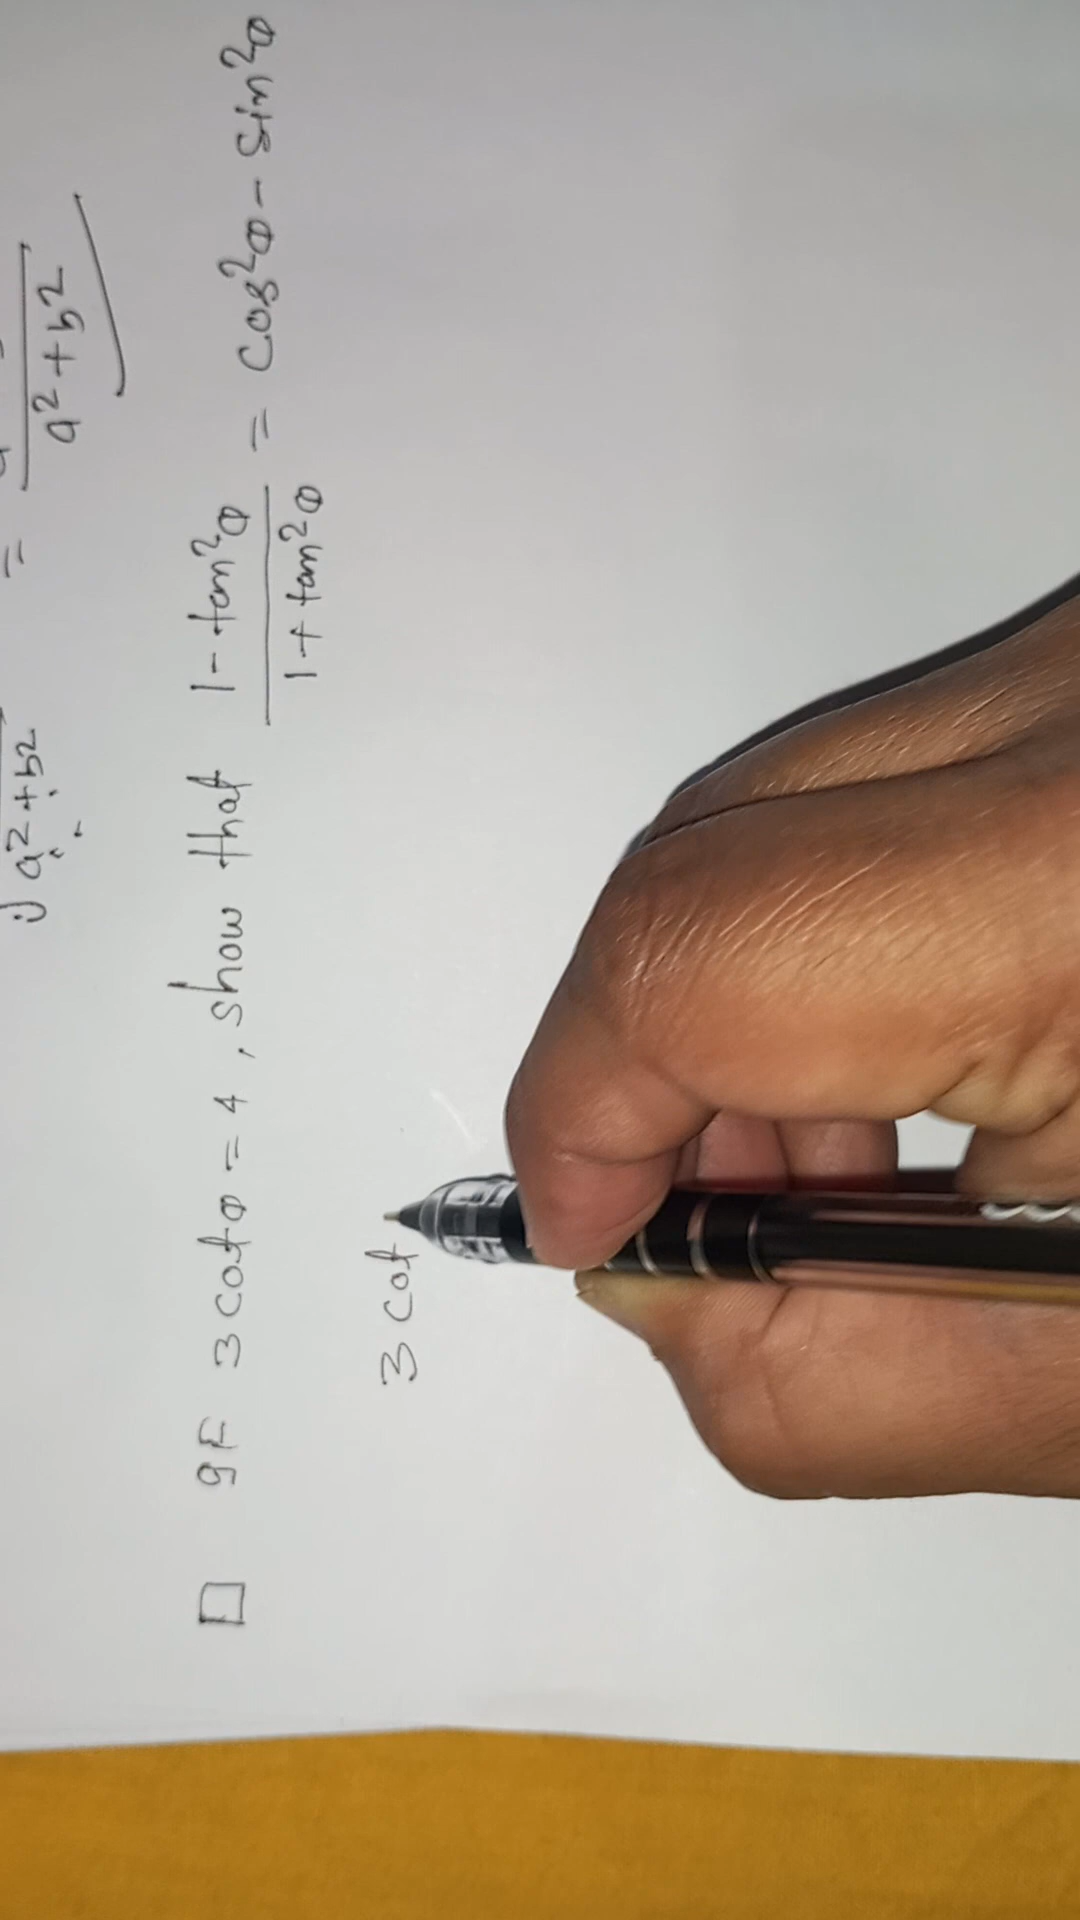 √a²+b² = a²+b²
□ If 3 cot θ = 4 , show that 1 - tan²θ / 1 + tan²θ = cos²θ - sin²θ
3 cot